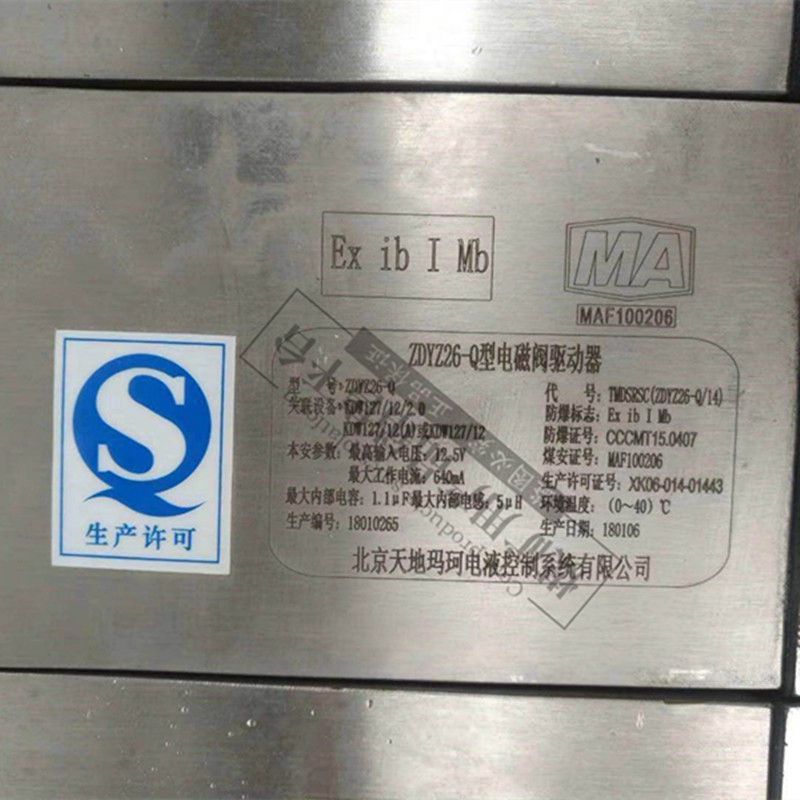 Ex ib I Mb
MA
MAF100206
ZDYZ26-Q型电磁阀驱动器
型 号：ZDYZ26-Q
关联设备：KDW127/12/2.0
KDW127/12(A)或KDW127/12
本安参数：最高输入电压：12.5V
最大工作电流：640mA
最大内部电容：1.1μF最大内部电感：5μH
生产编号：18010265
代 号：TMDSRSC(ZDYZ26-Q/14)
防爆标志：Ex ib I Mb
防爆证号：CCCMT15.0407
煤安证号：MAF100206
生产许可证号：XK06-014-01443
环境温度：（0～40）℃
生产日期：180106
北京天地玛珂电液控制系统有限公司
生产许可